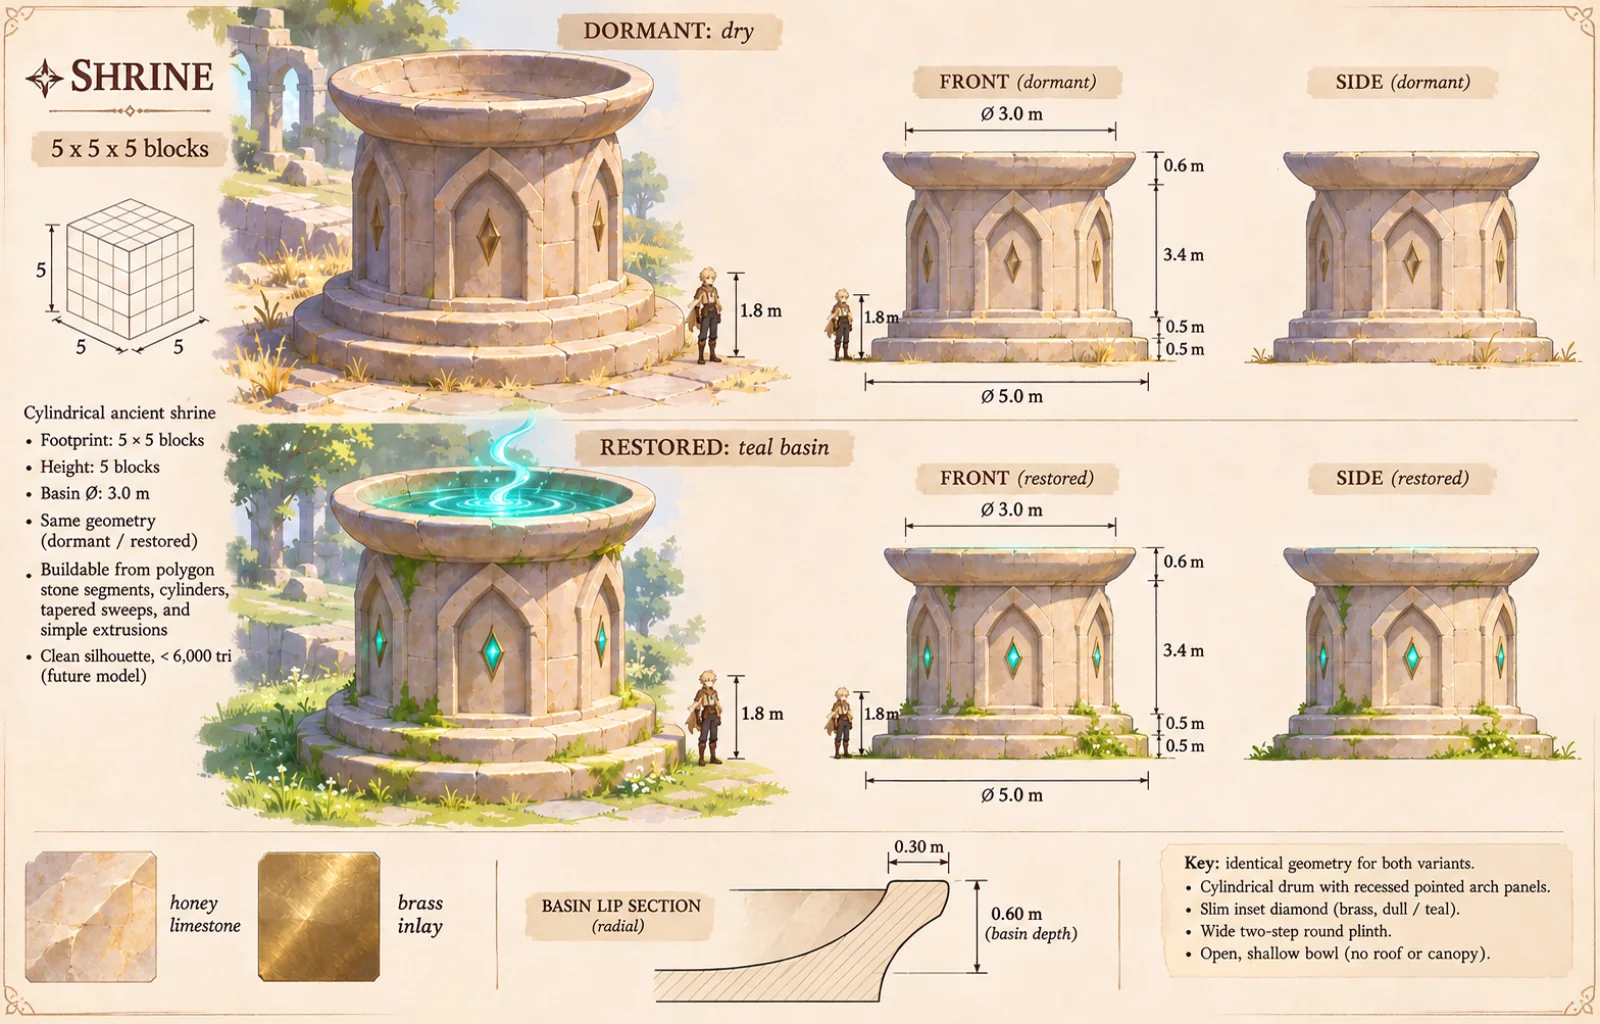 SHRINE
5 x 5 x 5 blocks
5
5
5
Cylindrical ancient shrine
• Footprint: 5 × 5 blocks
• Height: 5 blocks
• Basin Ø: 3.0 m
• Same geometry
(dormant / restored)
• Buildable from polygon
stone segments, cylinders,
tapered sweeps, and
simple extrusions
• Clean silhouette, < 6,000 tri
(future model)
DORMANT: dry
1.8 m
FRONT (dormant)
Ø 3.0 m
0.6 m
3.4 m
1.8m
0.5 m
0.5 m
Ø 5.0 m
SIDE (dormant)
RESTORED: teal basin
1.8 m
FRONT (restored)
Ø 3.0 m
0.6 m
3.4 m
1.8m
0.5 m
0.5 m
Ø 5.0 m
SIDE (restored)
honey
limestone
brass
inlay
BASIN LIP SECTION
(radial)
0.30 m
0.60 m
(basin depth)
Key: identical geometry for both variants.
• Cylindrical drum with recessed pointed arch panels.
• Slim inset diamond (brass, dull / teal).
• Wide two-step round plinth.
• Open, shallow bowl (no roof or canopy).